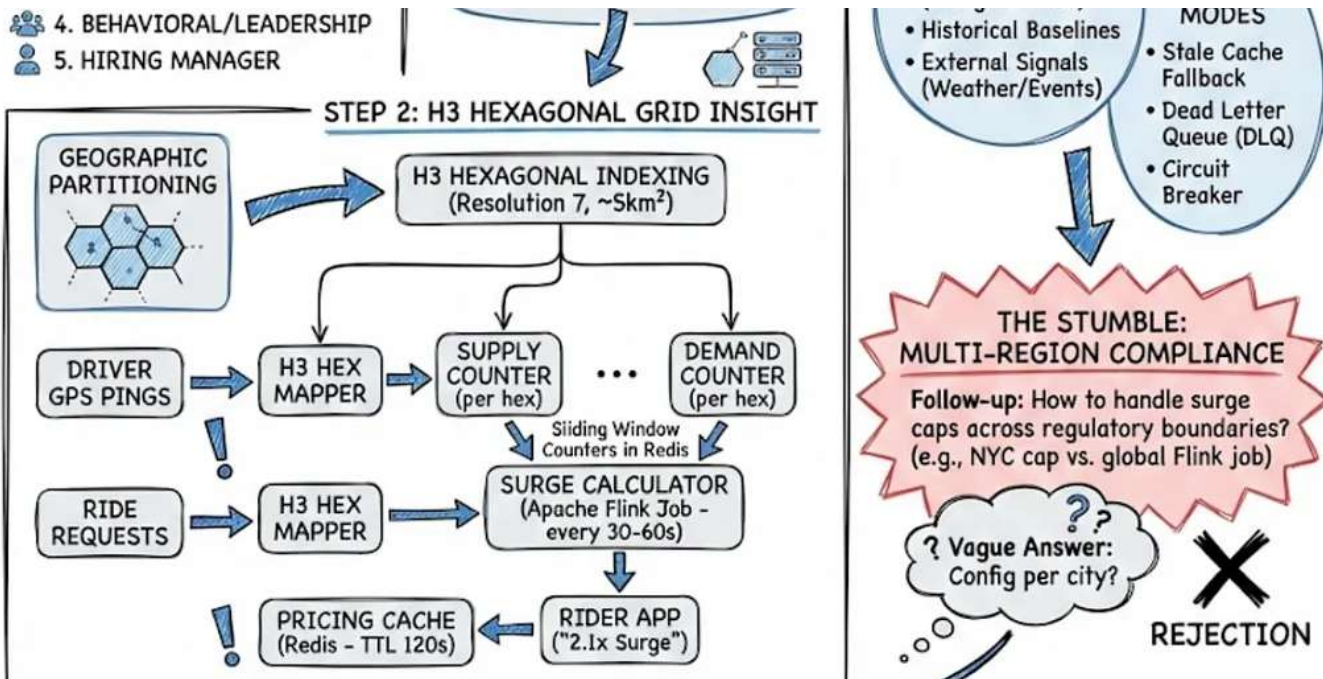 4. BEHAVIORAL/LEADERSHIP
5. HIRING MANAGER
STEP 2: H3 HEXAGONAL GRID INSIGHT
GEOGRAPHIC
PARTITIONING
H3 HEXAGONAL INDEXING
(Resolution 7, ~5km²)
DRIVER
GPS PINGS
H3 HEX
MAPPER
SUPPLY
COUNTER
(per hex)
...
DEMAND
COUNTER
(per hex)
!
Siiding Window
Counters in Redis
RIDE
REQUESTS
H3 HEX
MAPPER
SURGE CALCULATOR
(Apache Flink Job -
every 30-60s)
!
PRICING CACHE
(Redis - TTL 120s)
RIDER APP
("2.1x Surge")
• Historical Baselines
• External Signals
(Weather/Events)
MODES
• Stale Cache
Fallback
• Dead Letter
Queue (DLQ)
• Circuit
Breaker
THE STUMBLE:
MULTI-REGION COMPLIANCE
Follow-up: How to handle surge
caps across regulatory boundaries?
(e.g., NYC cap vs. global Flink job)
? ? ?
Vague Answer:
Config per city?
REJECTION